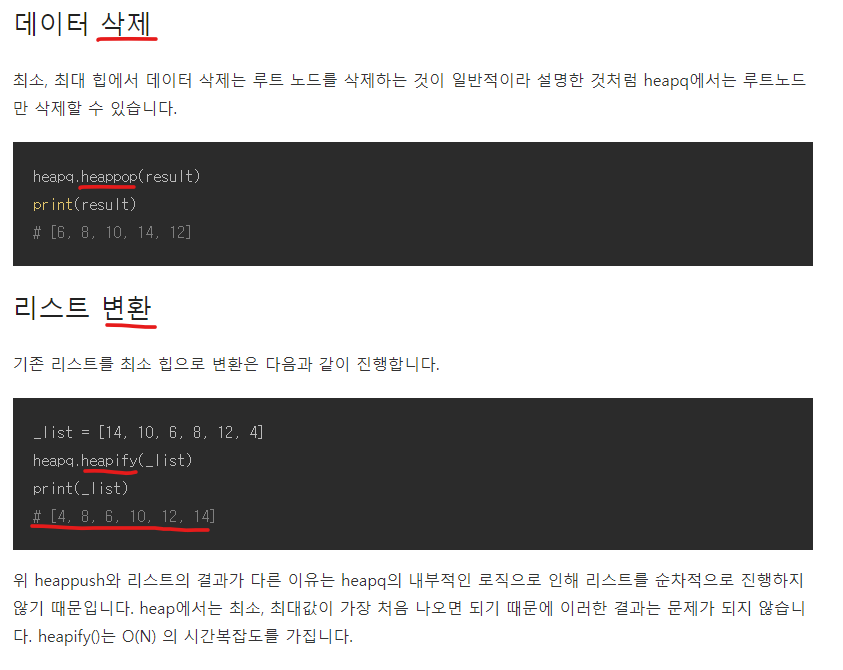 데이터 삭제
최소, 최대 힙에서 데이터 삭제는 루트 노드를 삭제하는 것이 일반적이라 설명한 것처럼 heapq에서는 루트노드
만 삭제할 수 있습니다.
heapq.heappop(result)
print(result)
# [6, 8, 10, 14, 12]
리스트 변환
기존 리스트를 최소 힙으로 변환은 다음과 같이 진행합니다.
_list = [14, 10, 6, 8, 12, 4]
heapq.heapify(_list)
print(_list)
# [4, 8, 6, 10, 12, 14]
위 heappush와 리스트의 결과가 다른 이유는 heapq의 내부적인 로직으로 인해 리스트를 순차적으로 진행하지
않기 때문입니다. heap에서는 최소, 최대값이 가장 처음 나오면 되기 때문에 이러한 결과는 문제가 되지 않습니
다. heapify()는 O(N) 의 시간복잡도를 가집니다.